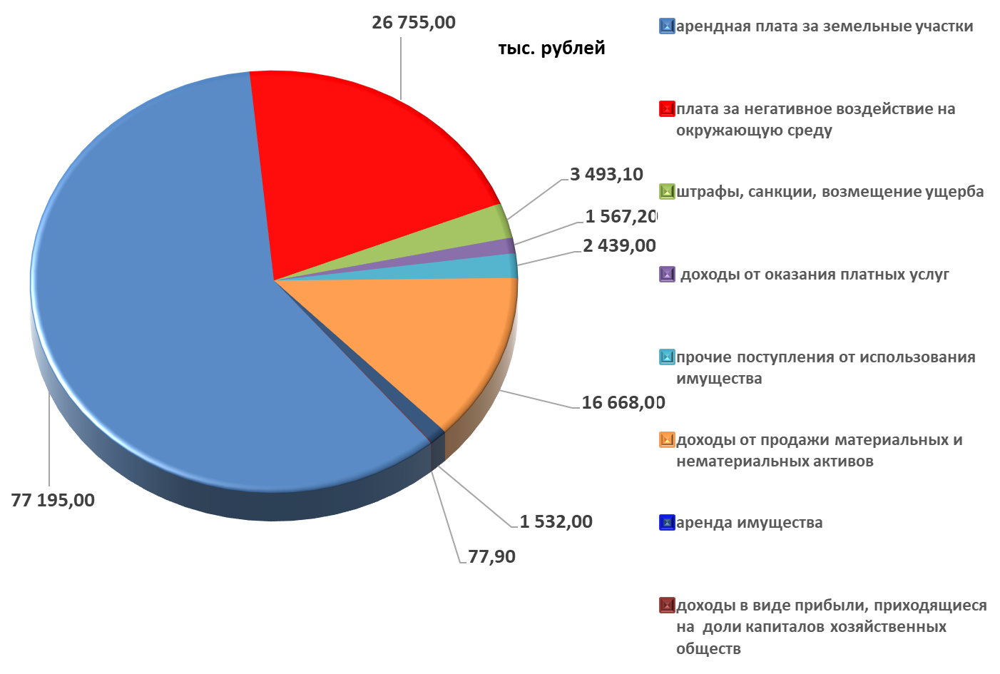 26 755,00
тыс. рублей
3 493,10
1 567,20
2 439,00
16 668,00
77 195,00
1 532,00
77,90
арендная плата за земельные участки
плата за негативное воздействие на
окружающую среду
штрафы, санкции, возмещение ущерба
доходы от оказания платных услуг
прочие поступления от использования
имущества
доходы от продажи материальных и
нематериальных активов
аренда имущества
доходы в виде прибыли, приходящиеся
на доли капиталов хозяйственных
обществ